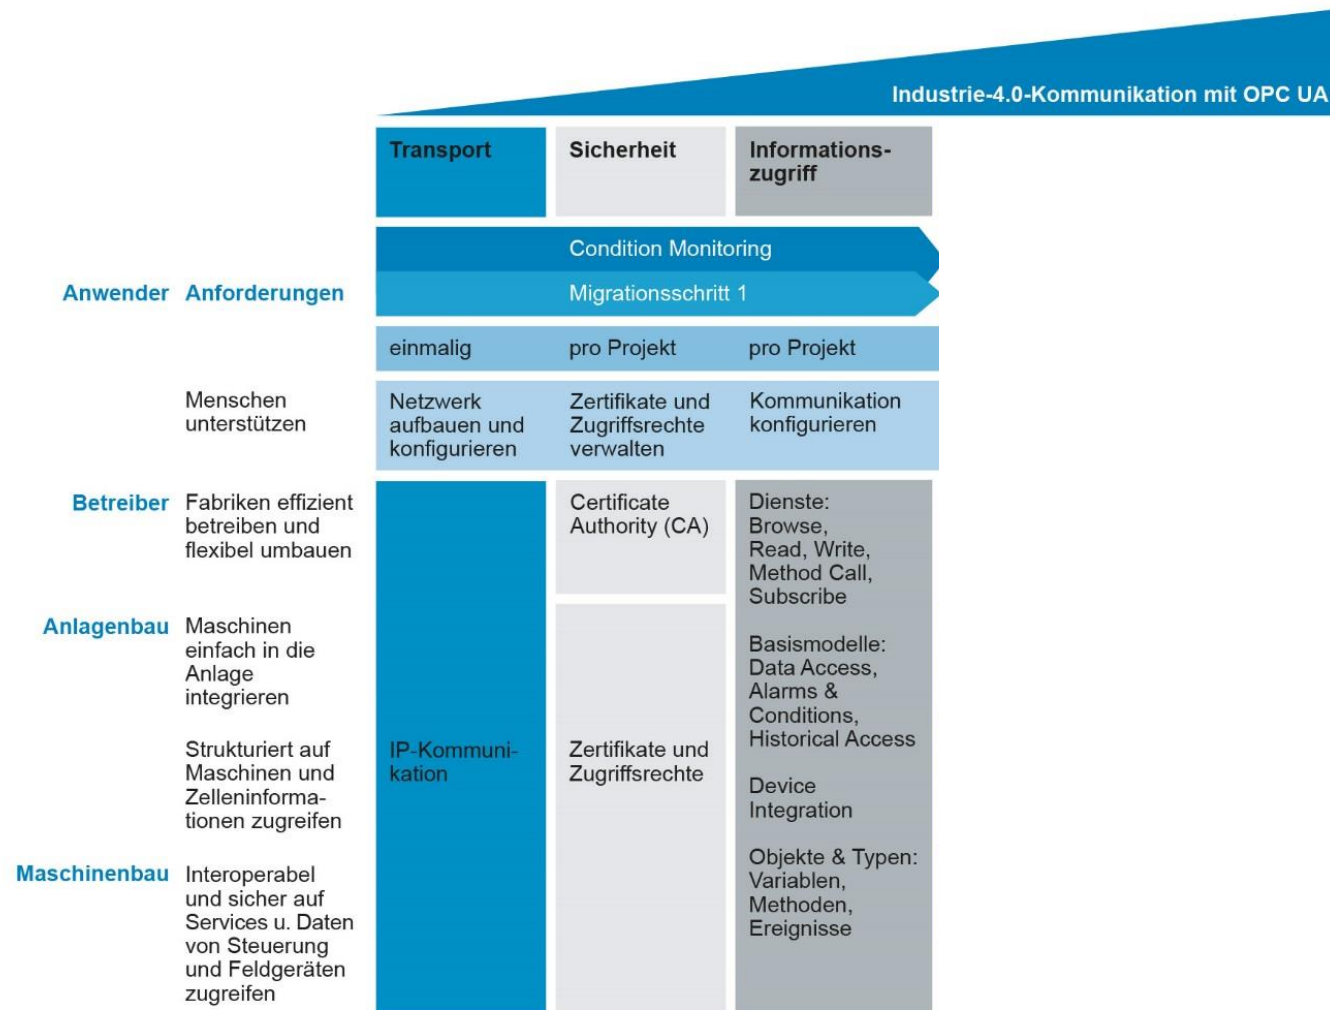 Industrie-4.0-Kommunikation mit OPC UA
Transport
Sicherheit
Informations-
zugriff
Condition Monitoring
Anwender
Anforderungen
Migrationsschritt 1
einmalig
pro Projekt
pro Projekt
Menschen
unterstützen
Netzwerk
aufbauen und
konfigurieren
Zertifikate und
Zugriffsrechte
verwalten
Kommunikation
konfigurieren
Betreiber
Fabriken effizient
betreiben und
flexibel umbauen
Certificate
Authority (CA)
Dienste:
Browse,
Read, Write,
Method Call,
Subscribe
Anlagenbau
Maschinen
einfach in die
Anlage
integrieren
Basismodelle:
Data Access,
Alarms &
Conditions,
Historical Access
Strukturiert auf
Maschinen und
Zelleninforma-
tionen zugreifen
IP-Kommuni-
kation
Zertifikate und
Zugriffsrechte
Device
Integration
Maschinenbau
Interoperabel
und sicher auf
Services u. Daten
von Steuerung
und Feldgeräten
zugreifen
Objekte & Typen:
Variablen,
Methoden,
Ereignisse